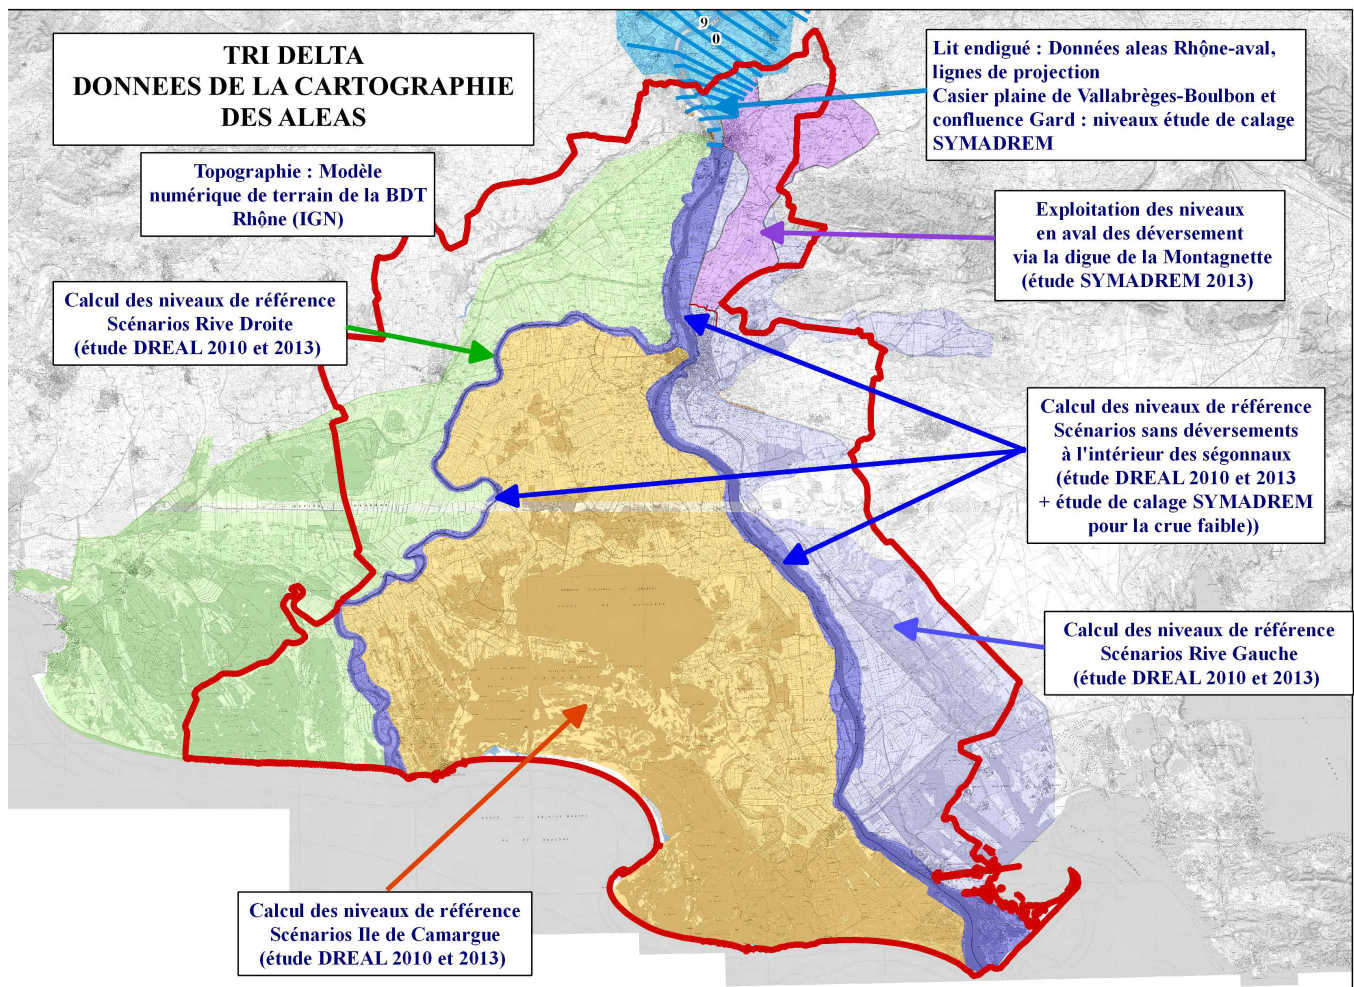 TRI DELTA
DONNEES DE LA CARTOGRAPHIE
DES ALEAS
9
0
Lit endigué : Données aleas Rhône-aval,
lignes de projection
Casier plaine de Vallabrèges-Boulbon et
confluence Gard : niveaux étude de calage
SYMADREM
Topographie : Modèle
numérique de terrain de la BDT
Rhône (IGN)
Exploitation des niveaux
en aval des déversement
via la digue de la Montagnette
(étude SYMADREM 2013)
Calcul des niveaux de référence
Scénarios Rive Droite
(étude DREAL 2010 et 2013)
Calcul des niveaux de référence
Scénarios sans déversements
à l'intérieur des ségonnaux
(étude DREAL 2010 et 2013
+ étude de calage SYMADREM
pour la crue faible))
Calcul des niveaux de référence
Scénarios Rive Gauche
(étude DREAL 2010 et 2013)
Calcul des niveaux de référence
Scénarios Ile de Camargue
(étude DREAL 2010 et 2013)